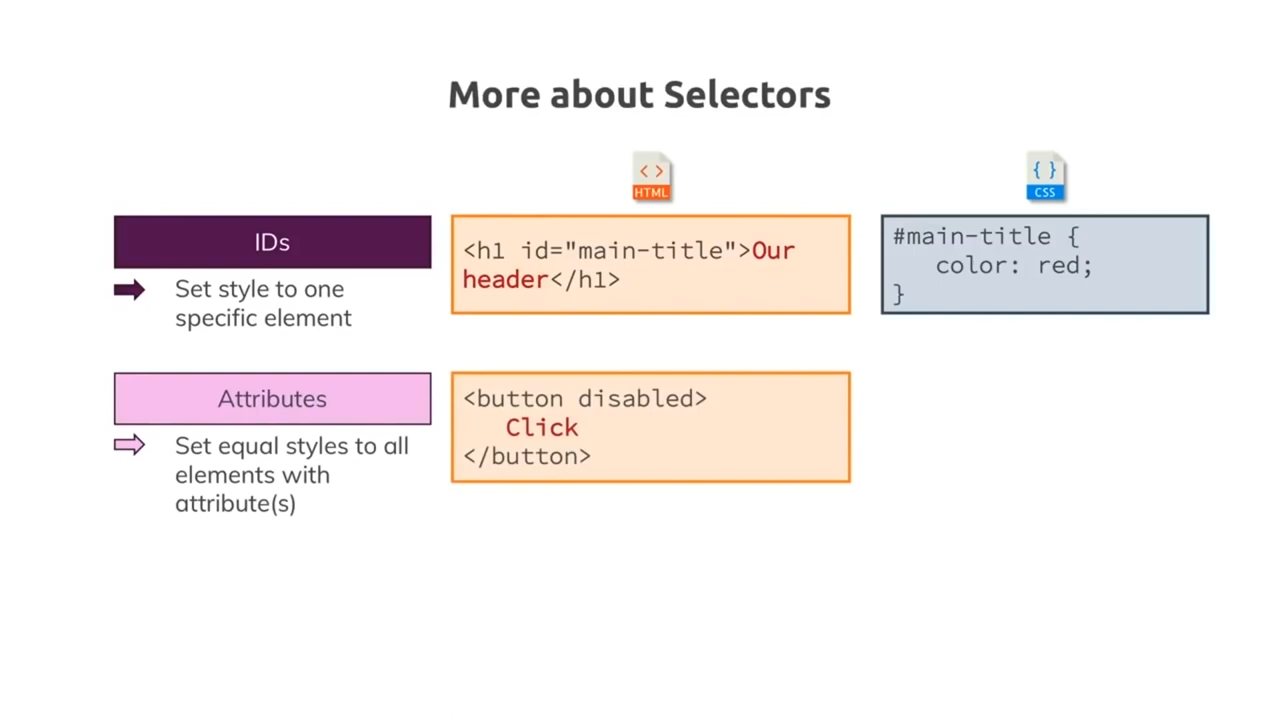 More about Selectors
< >
HTML
{ }
CSS
IDs
Set style to one
specific element
<h1 id="main-title">Our
header</h1>
#main-title {
color: red;
}
Attributes
Set equal styles to all
elements with
attribute(s)
<button disabled>
Click
</button>